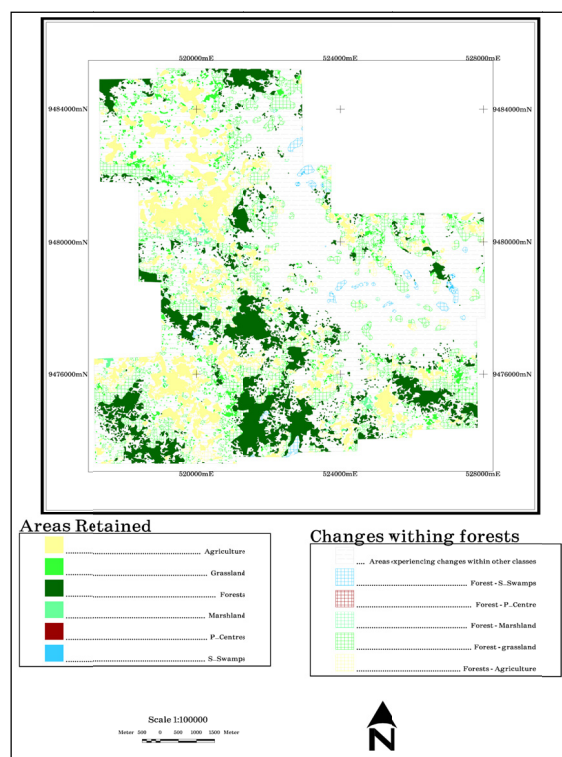 520000mE 524000mE 528000mE
9484000mN 9484000mN
9480000mN 9480000mN
9476000mN 9476000mN
520000mE 524000mE 528000mE
Areas Retained
Agriculture
Grassland
Forests
Marshland
P_Centres
S_Swamps
Changes withing forests
Areas experiencing changes within other classes
Forest - S_Swamps
Forest - P_Centre
Forest - Marshland
Forest - grassland
Forests - Agriculture
Scale 1:100000
Meter 500 0 500 1000 1500 Meter
N